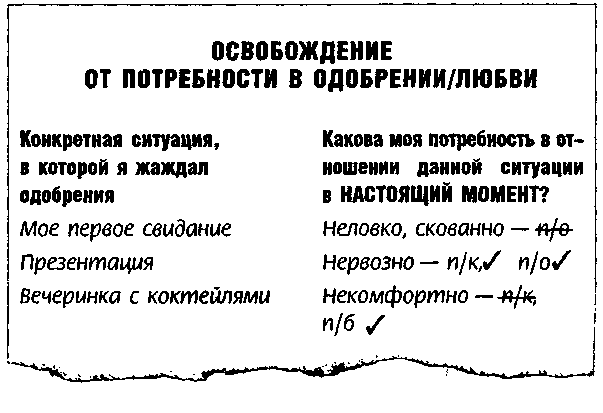 ОСВОБОЖДЕНИЕ
ОТ ПОТРЕБНОСТИ В ОДОБРЕНИИ/ЛЮБВИ
Конкретная ситуация,
в которой я жаждал
одобрения
Мое первое свидание
Презентация
Вечеринка с коктейлями
Какова моя потребность в от-
ношении данной ситуации
в НАСТОЯЩИЙ МОМЕНТ?
Неловко, скованно — п/о
Нервозно — п/к,✓ п/о✓
Некомфортно — п/к,
п/б ✓